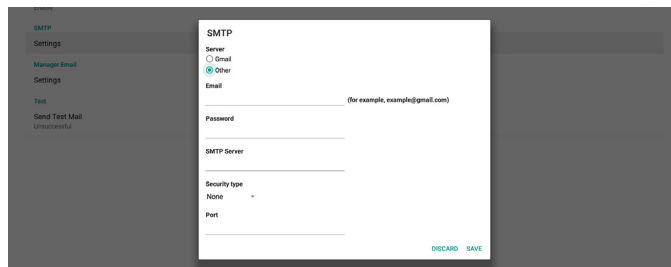 Enable
SMTP
Settings
Manager Email
Settings
Test
Send Test Mail
Unsuccessful
SMTP
Server
Gmail
Other
Email
(for example, example@gmail.com)
Password
SMTP Server
Security type
None
Port
DISCARD SAVE